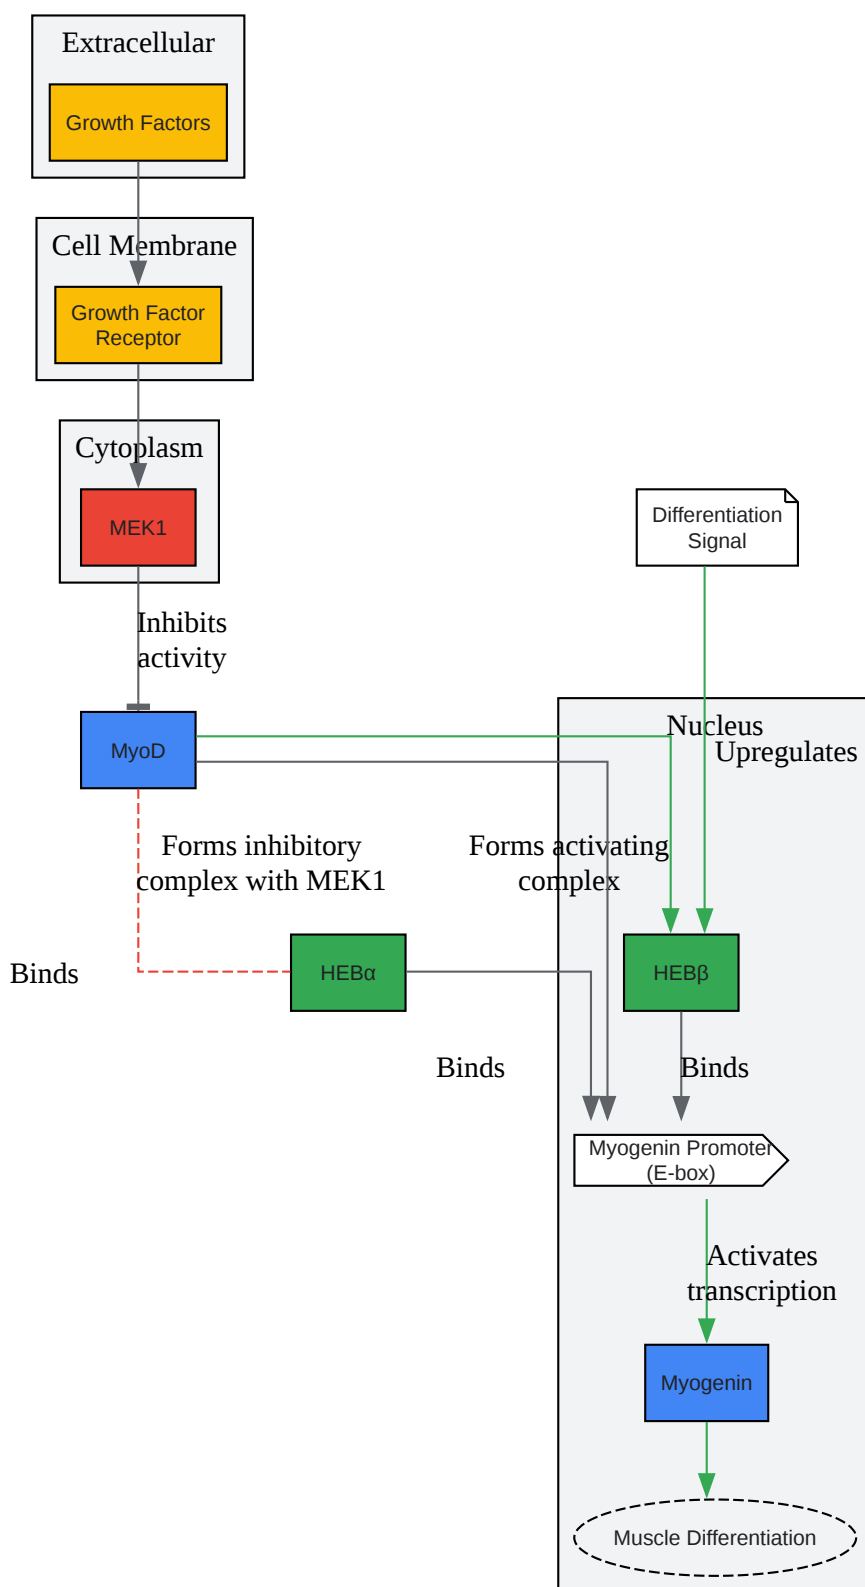 Extracellular
Growth Factors
Cell Membrane
Growth Factor
Receptor
Cytoplasm
MEK1
Differentiation
Signal
Inhibits
activity
Nucleus
Upregulates
MyoD
Forms inhibitory
complex with MEK1
Forms activating
complex
Binds
HEBα
HEBβ
Binds
Binds
Myogenin Promoter
(E-box)
Activates
transcription
Myogenin
Muscle Differentiation